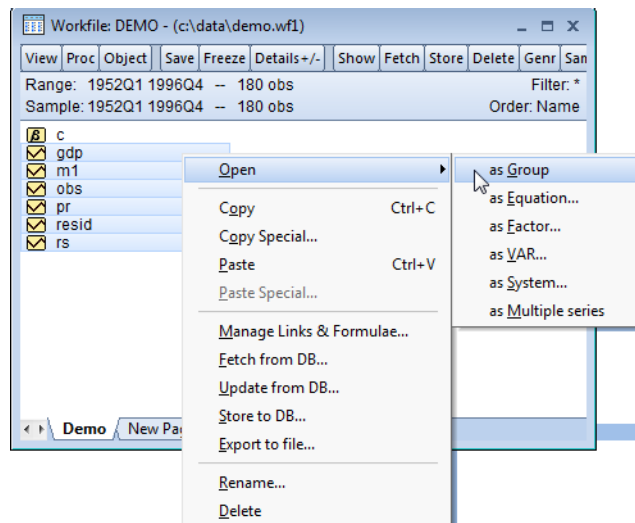 Workfile: DEMO - (c:\data\demo.wf1)
View Proc Object Save Freeze Details+/- Show Fetch Store Delete Genr Sam
Range: 1952Q1 1996Q4 -- 180 obs Filter: *
Sample: 1952Q1 1996Q4 -- 180 obs Order: Name
β c
gdp
m1
obs
pr
resid
rs
Open
Copy Ctrl+C
Copy Special...
Paste Ctrl+V
Paste Special...
Manage Links & Formulae...
Fetch from DB...
Update from DB...
Store to DB...
Export to file...
Rename...
Delete
as Group
as Equation...
as Factor...
as VAR...
as System...
as Multiple series
Demo New Pa